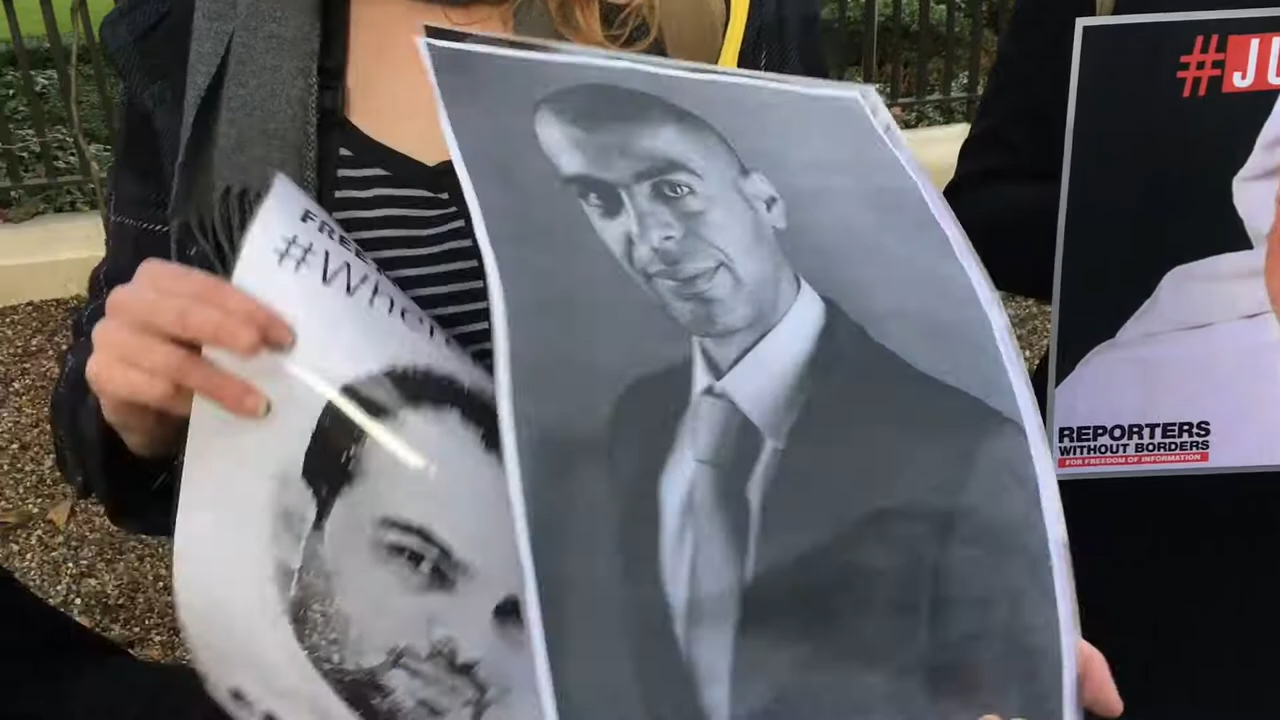 #JU
FREE
#Whe
REPORTERS
WITHOUT BORDERS
FOR FREEDOM OF INFORMATION